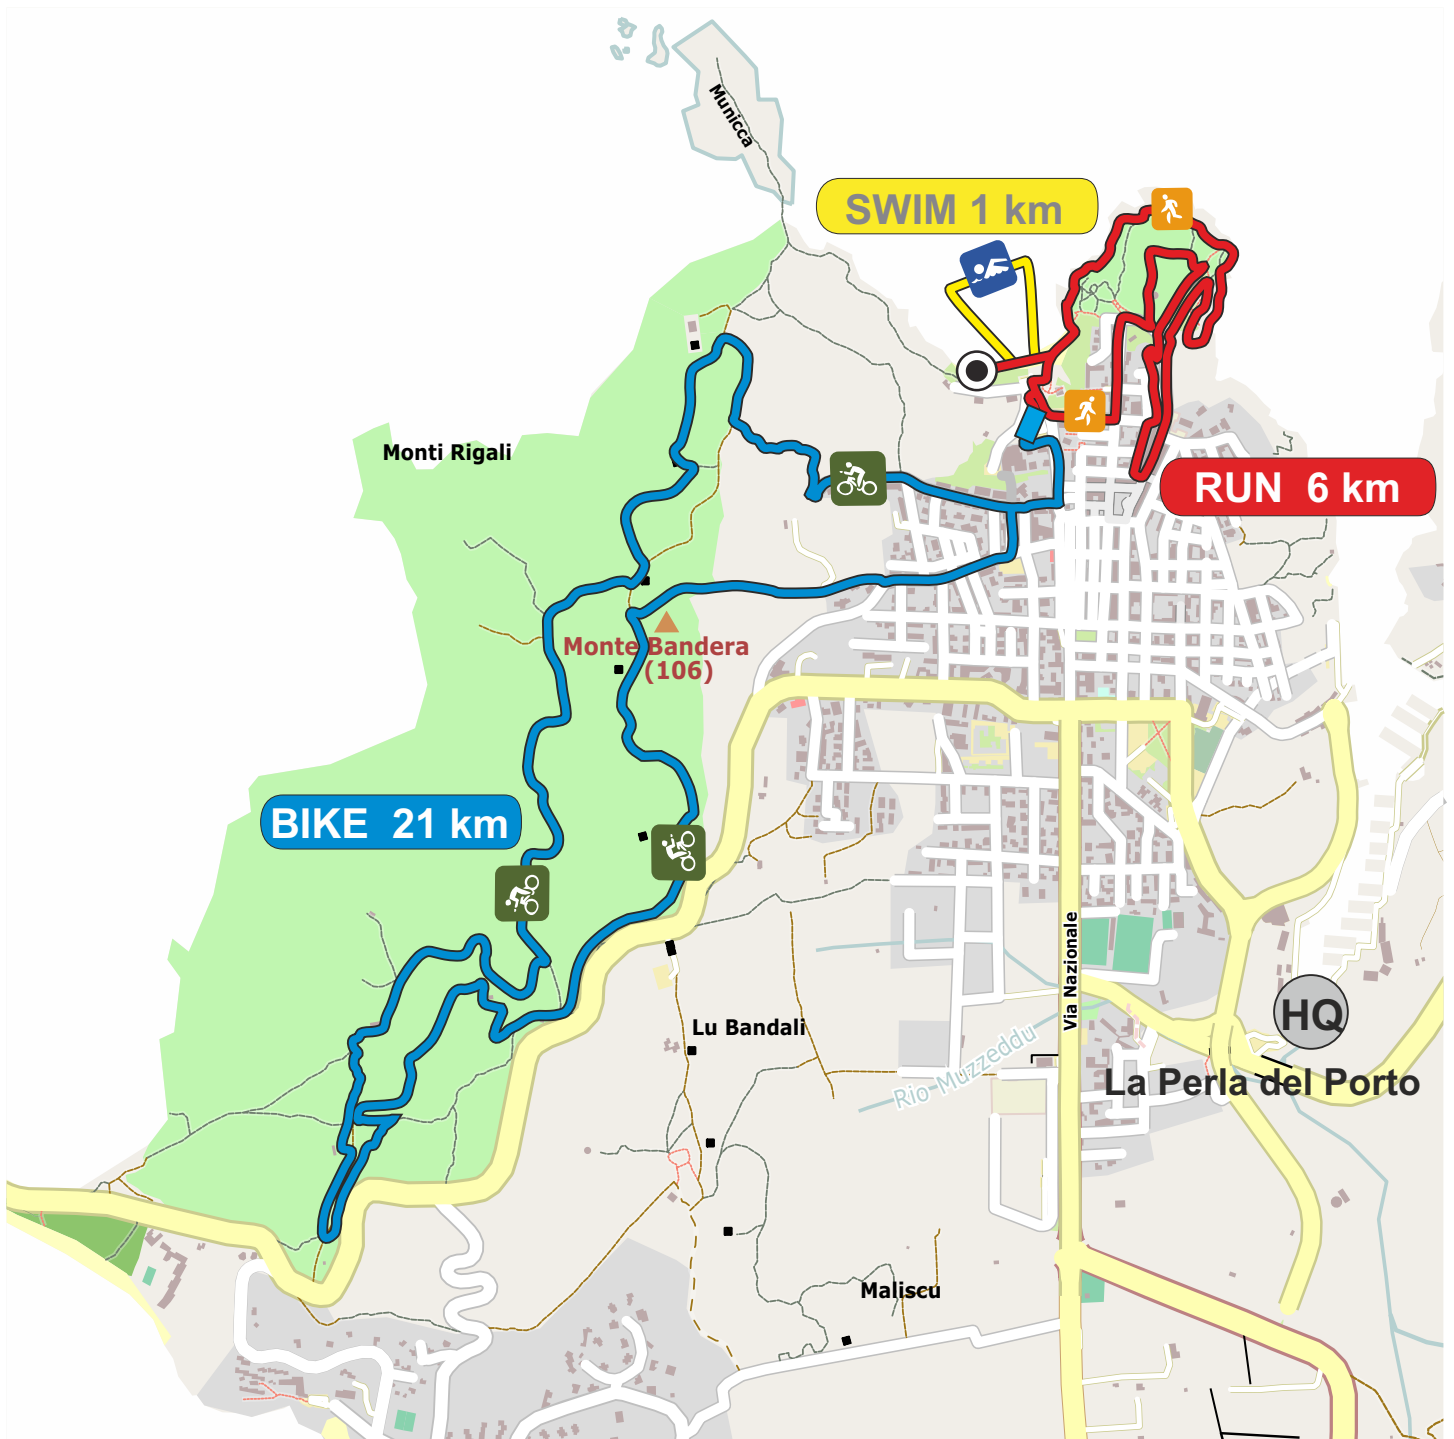 Municca
SWIM 1 km
Monti Rigali
RUN 6 km
Monte Bandera
(106)
BIKE 21 km
Via Nazionale
HQ
Lu Bandali
Rio Muzzeddu
La Perla del Porto
Maliscu